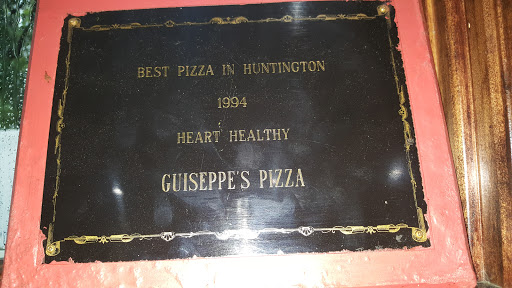 BEST PIZZA IN HUNTINGTON
1994
HEART HEALTHY
GUISEPPE'S PIZZA